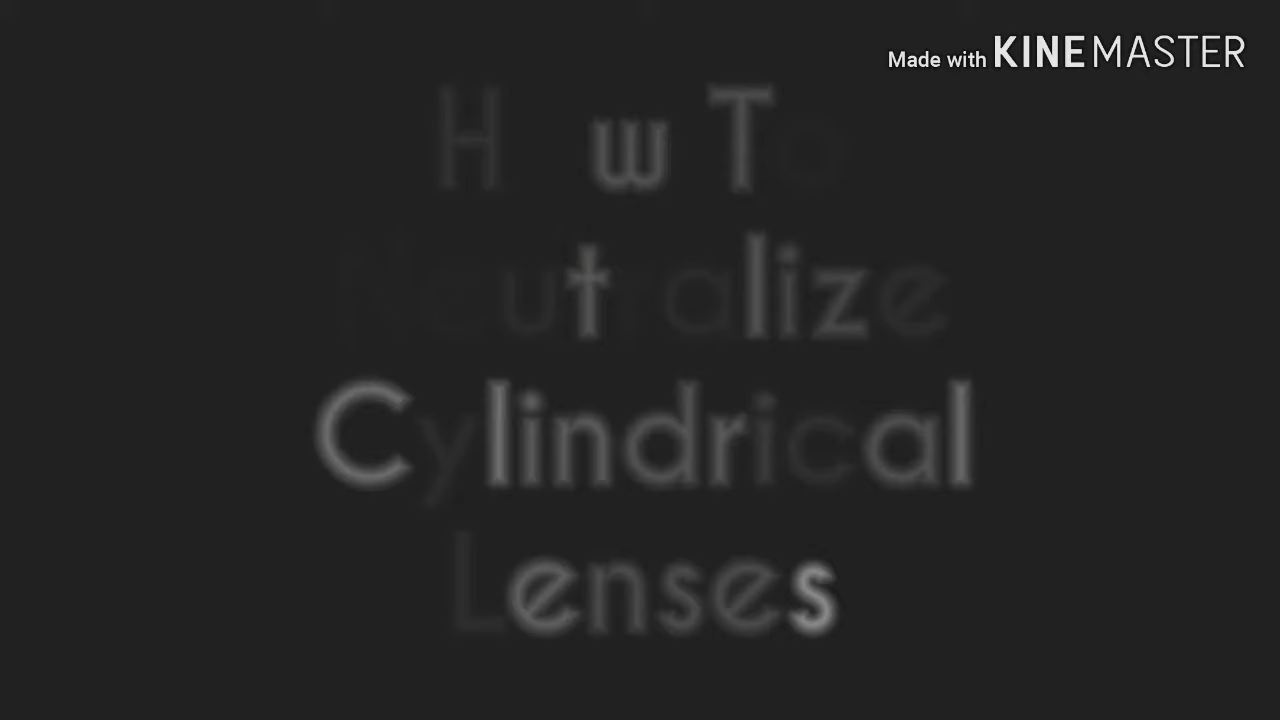 Made with KINEMASTER
How To
Neutralize
Cylindrical
Lenses